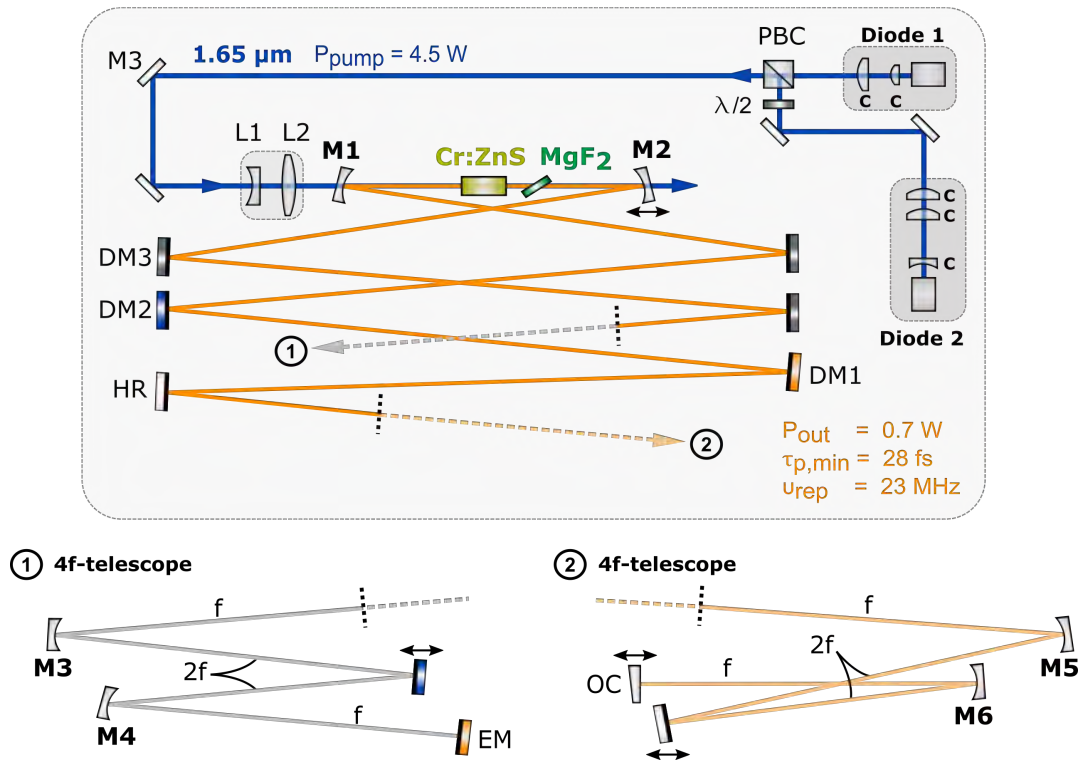 Diode 1
PBC
M3
1.65 µm Ppump = 4.5 W
C C
λ/2
L1 L2
M1
Cr:ZnS
MgF2
M2
C
C
C
DM3
DM2
Diode 2
1
HR
DM1
2
Pout = 0.7 W
τp,min = 28 fs
υrep = 23 MHz
1 4f-telescope
f
M3
2f
M4
f
EM
2 4f-telescope
f
2f
M5
OC
f
M6